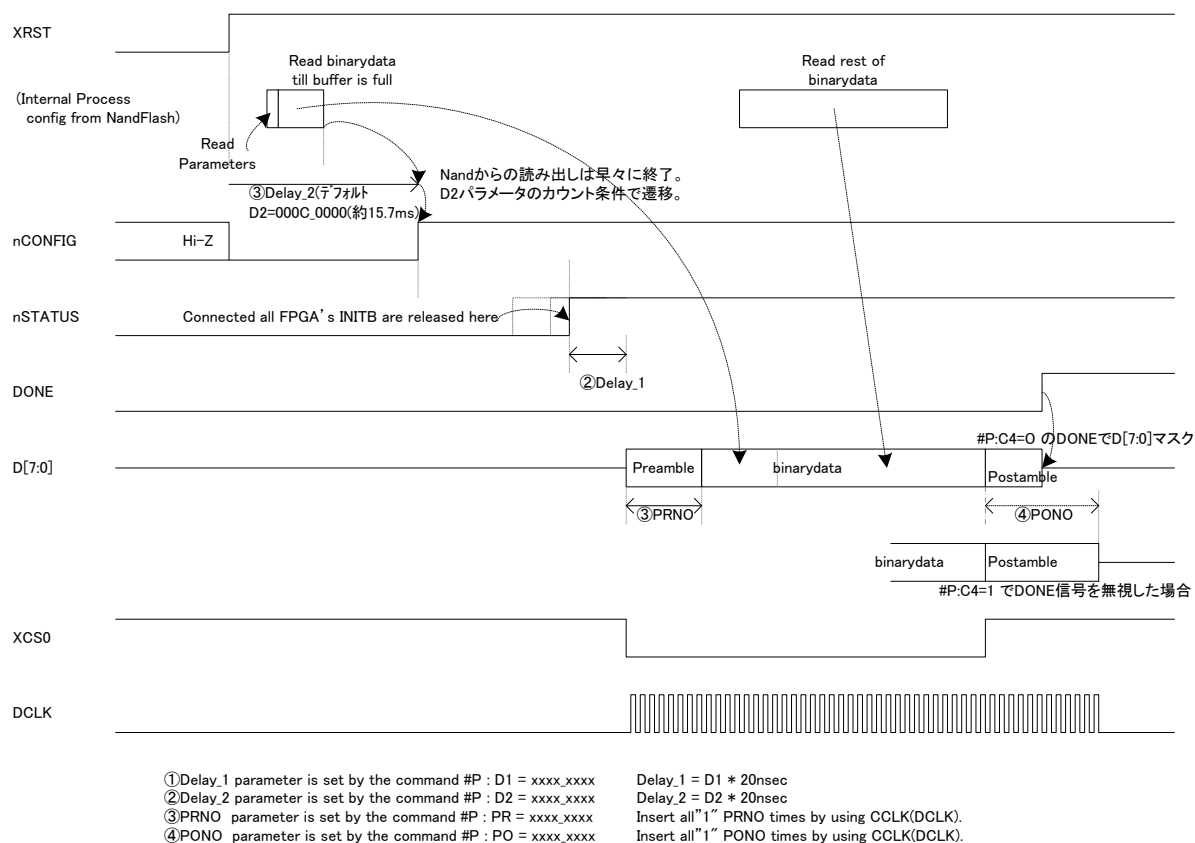 XRST
Read binarydata
till buffer is full
Read rest of
binarydata
(Internal Process
config from NandFlash)
Read
Parameters
Nandからの読み出しは早々に終了。
D2パラメータのカウント条件で遷移。
③Delay_2(ﾃﾞﾌｫﾙﾄ
D2=000C_0000(約15.7ms)
nCONFIG
Hi-Z
nSTATUS
Connected all FPGA's INITB are released here
②Delay_1
DONE
#P:C4=0 のDONEでD[7:0]マスク
D[7:0]
Preamble
binarydata
Postamble
③PRNO
④PONO
binarydata
Postamble
#P:C4=1 でDONE信号を無視した場合
XCS0
DCLK
①Delay_1 parameter is set by the command #P : D1 = xxxx_xxxx Delay_1 = D1 * 20nsec
②Delay_2 parameter is set by the command #P : D2 = xxxx_xxxx Delay_2 = D2 * 20nsec
③PRNO parameter is set by the command #P : PR = xxxx_xxxx Insert all"1" PRNO times by using CCLK(DCLK).
④PONO parameter is set by the command #P : PO = xxxx_xxxx Insert all"1" PONO times by using CCLK(DCLK).